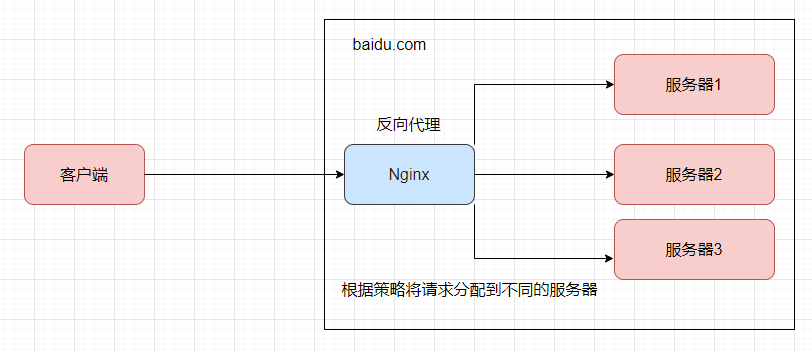 baidu.com
服务器1
反向代理
客户端
Nginx
服务器2
服务器3
根据策略将请求分配到不同的服务器